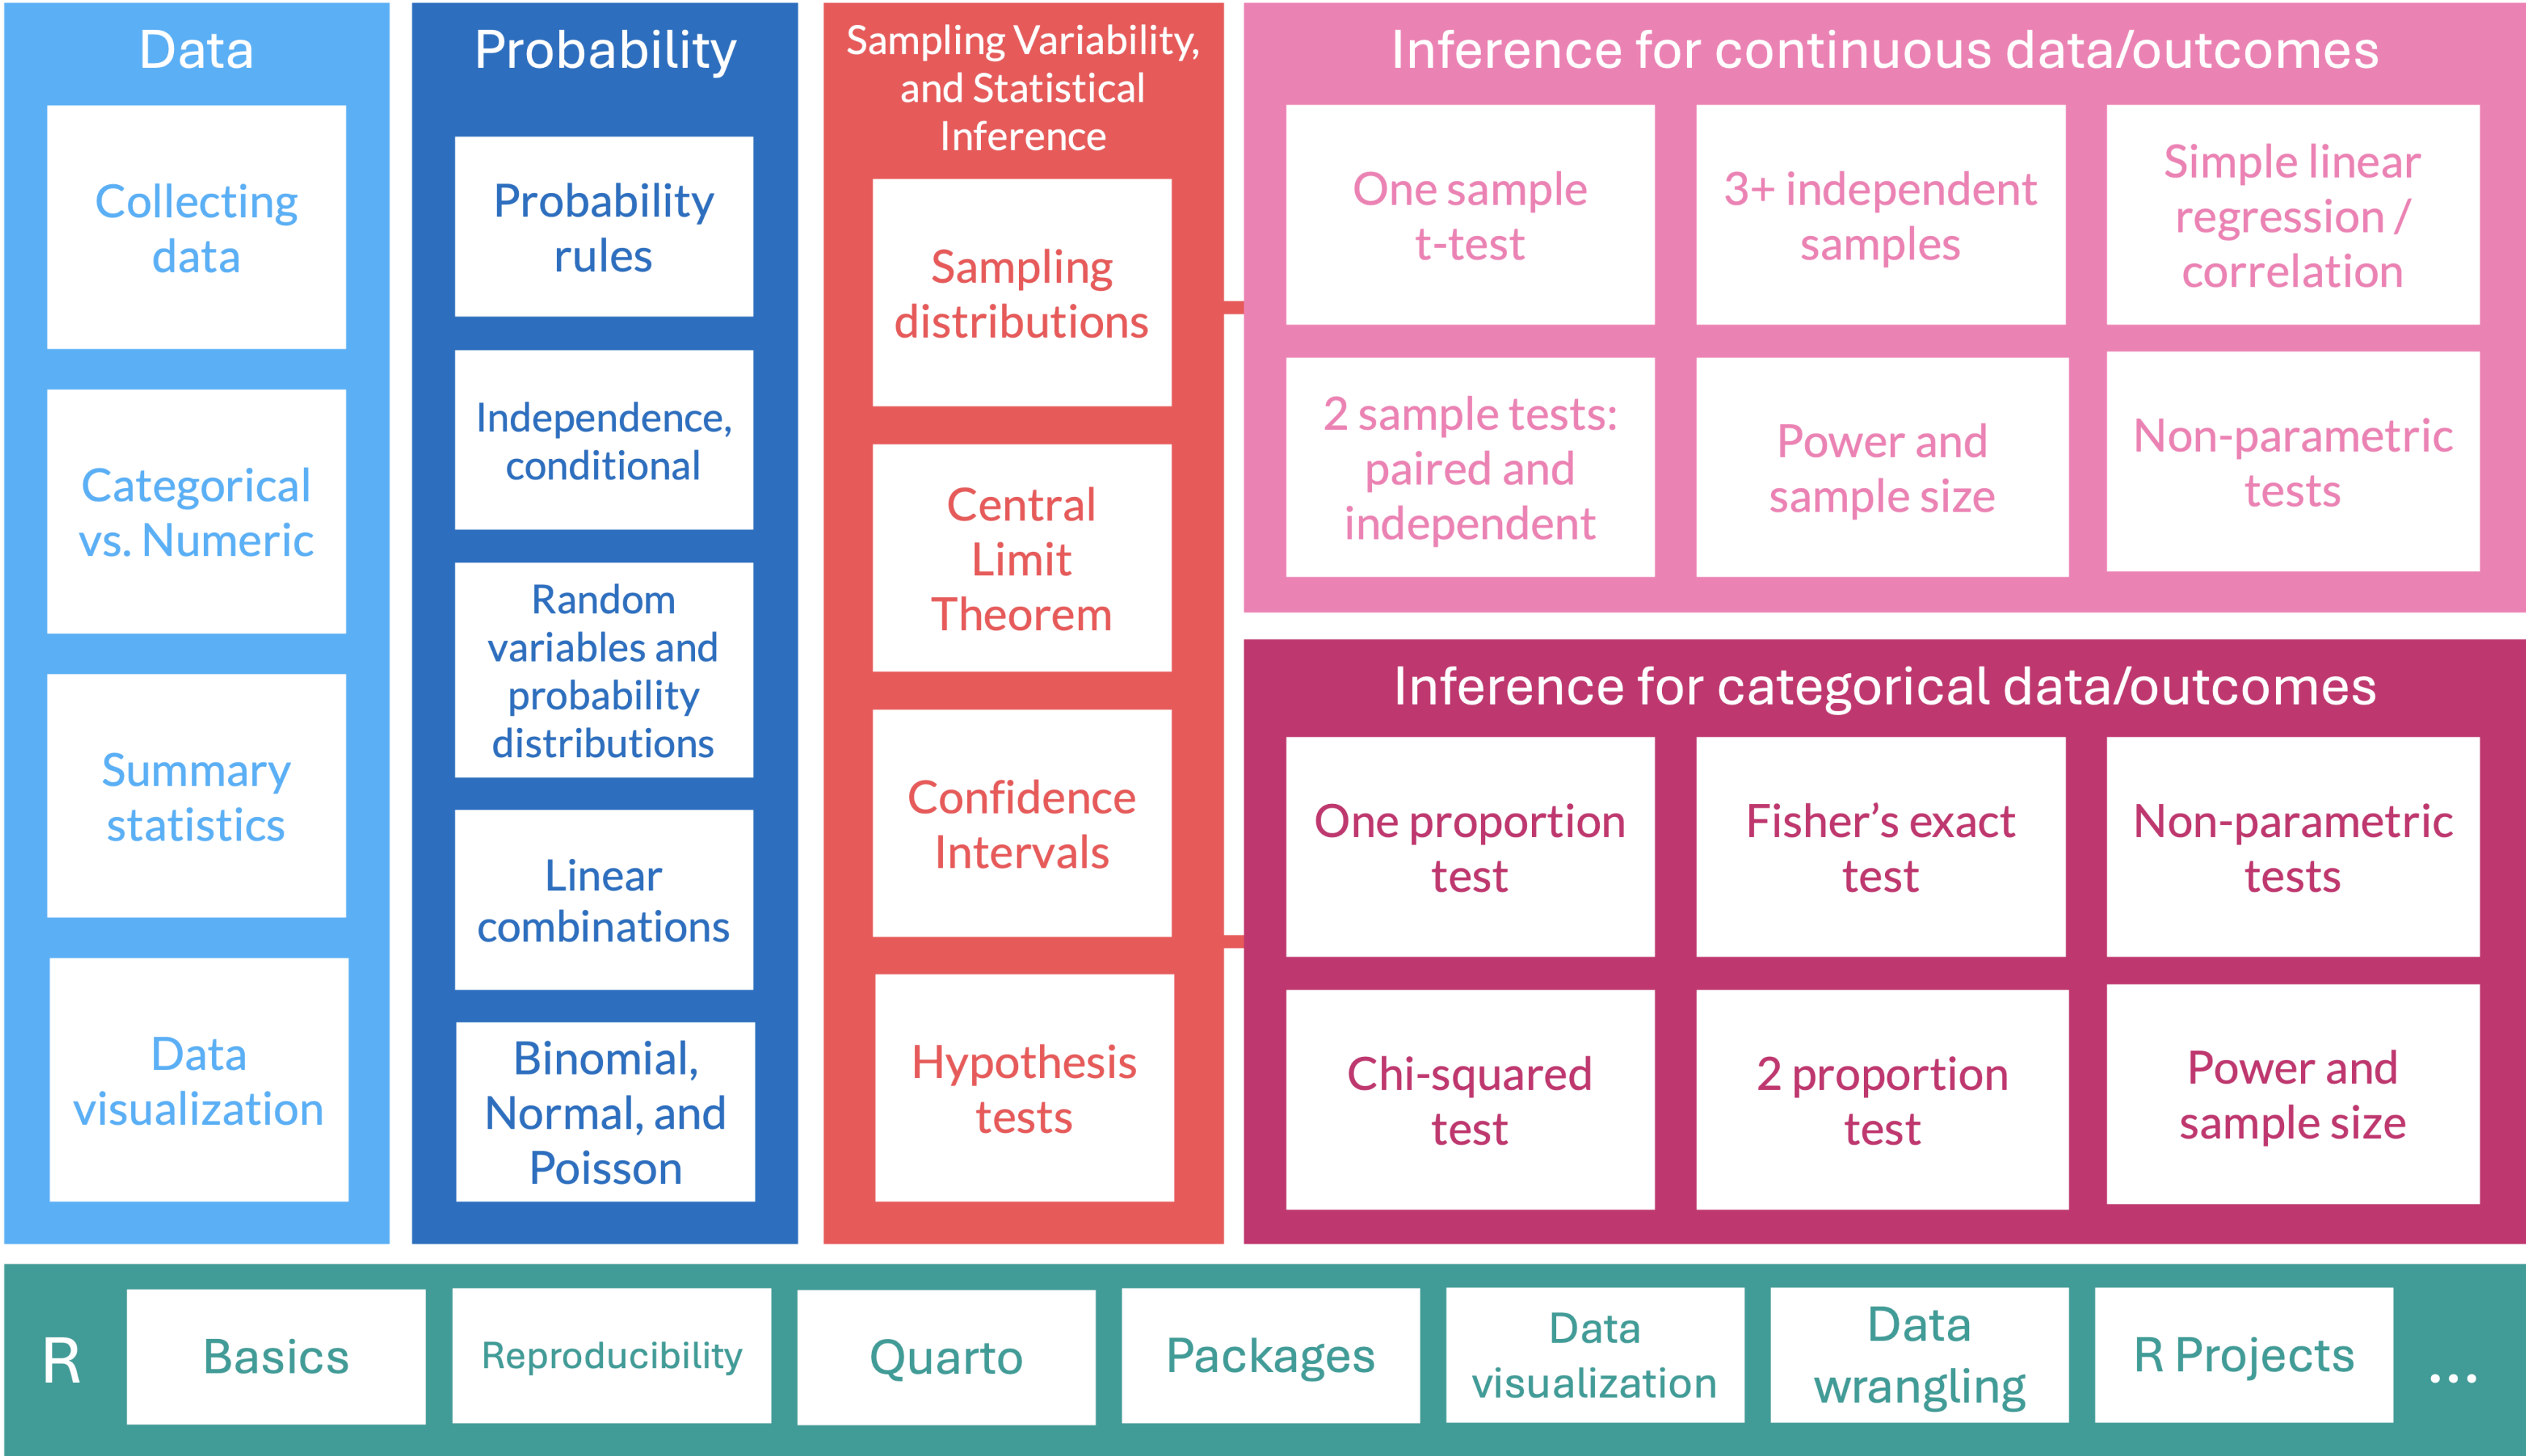 Data
Collecting
data
Categorical
vs. Numeric
Summary
statistics
Data
visualization
Probability
Probability
rules
Independence,
conditional
Random
variables and
probability
distributions
Linear
combinations
Binomial,
Normal, and
Poisson
Sampling Variability,
and Statistical
Inference
Sampling
distributions
Central
Limit
Theorem
Confidence
Intervals
Hypothesis
tests
Inference for continuous data/outcomes
One sample
t-test
3+ independent
samples
Simple linear
regression /
correlation
2 sample tests:
paired and
independent
Power and
sample size
Non-parametric
tests
Inference for categorical data/outcomes
One proportion
test
Fisher’s exact
test
Non-parametric
tests
Chi-squared
test
2 proportion
test
Power and
sample size
R
Basics
Reproducibility
Quarto
Packages
Data
visualization
Data
wrangling
R Projects
...